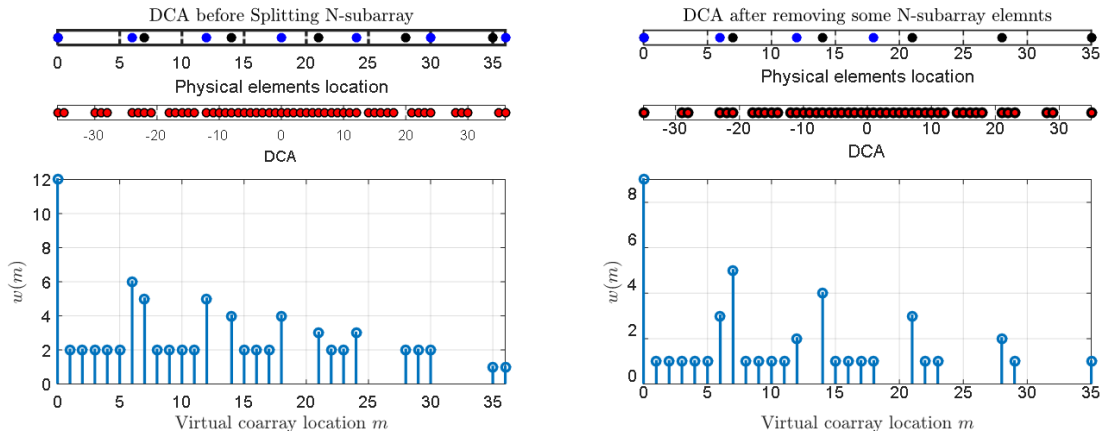 DCA before Splitting N-subarray
0 5 10 15 20 25 30 35
Physical elements location
-30 -20 -10 0 10 20 30
DCA
w(m)
12
10
8
6
4
2
0
0 5 10 15 20 25 30 35
Virtual coarray location m
DCA after removing some N-subarray elemnts
0 5 10 15 20 25 30 35
Physical elements location
-30 -20 -10 0 10 20 30
DCA
w(m)
8
6
4
2
0
0 5 10 15 20 25 30 35
Virtual coarray location m